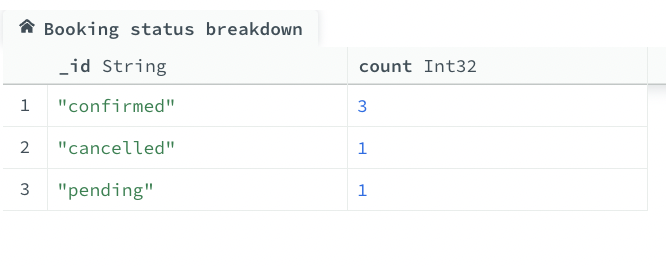 Booking status breakdown
_id String count Int32
1 "confirmed" 3
2 "cancelled" 1
3 "pending" 1